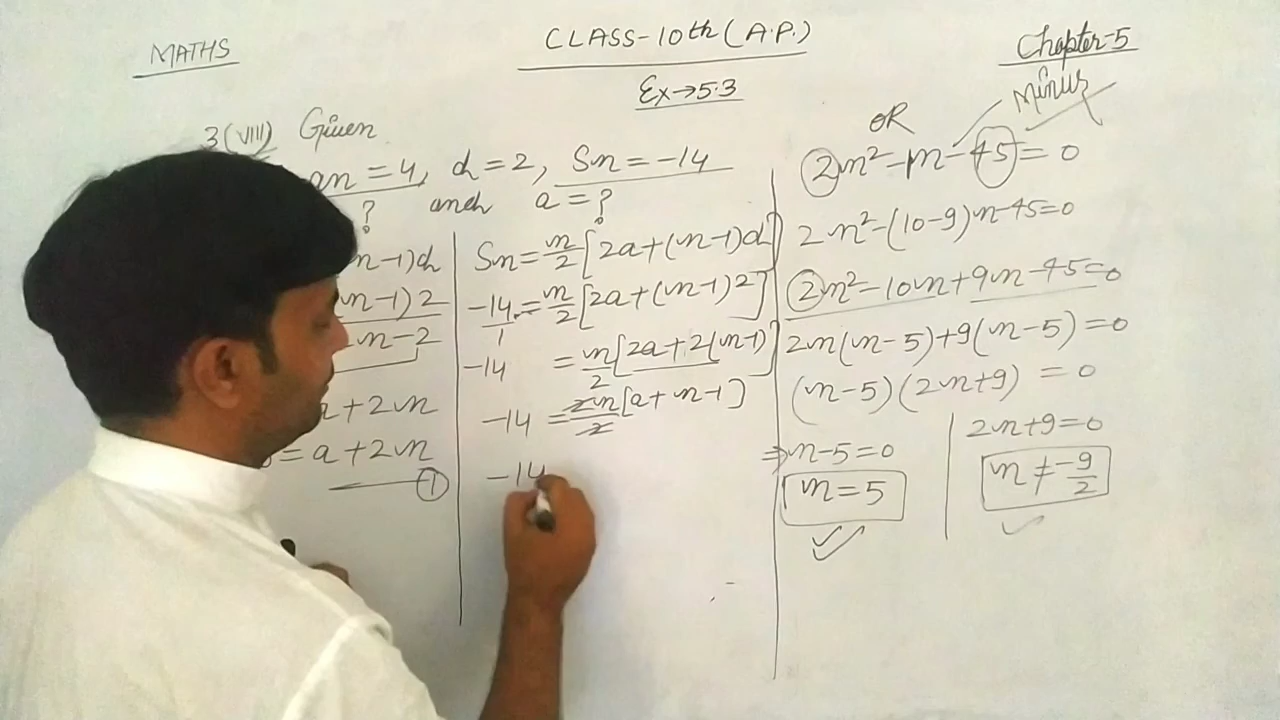 MATHS
CLASS-10th (A.P.)
Chapter-5
Ex→5.3
3(VIII) Given
an = 4, d = 2, Sn = -14
? and a = ?
n-1)d
n-1) 2
n-2
a+2n
= a+2n
①
Sn = n/2 [2a+(n-1)d]
-14/1 = n/2 [2a+(n-1)2]
-14 = n/2 [2a+2(n-1)]
-14 = 2n/2 [a+n-1]
-14
OR
Minus
2n²-n-45 = 0
2n²-(10-9)n-45=0
2n²-10n+9n-45=0
2n(n-5)+9(n-5) = 0
(n-5)(2n+9) = 0
⇒n-5=0
n=5
2n+9=0
n≠-9/2